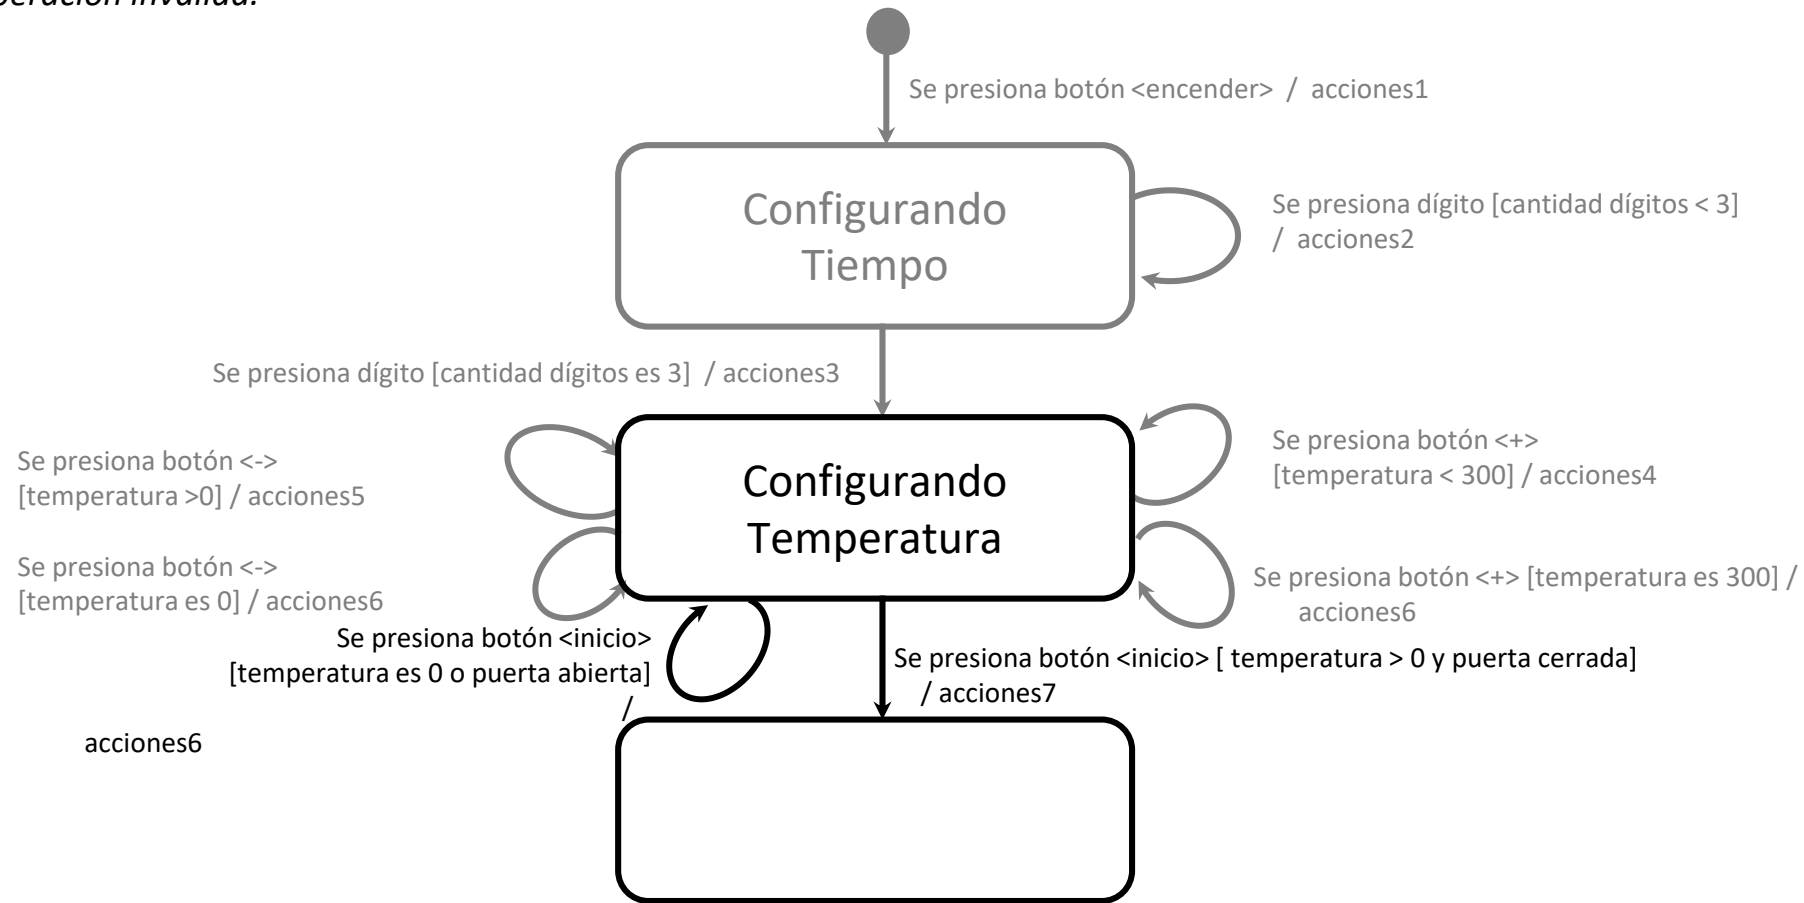 operación inválida.
Se presiona botón <encender> / acciones1
Configurando
Tiempo
Se presiona dígito [cantidad dígitos < 3]
/ acciones2
Se presiona dígito [cantidad dígitos es 3] / acciones3
Se presiona botón <->
[temperatura >0] / acciones5
Configurando
Temperatura
Se presiona botón <+>
[temperatura < 300] / acciones4
Se presiona botón <->
[temperatura es 0] / acciones6
Se presiona botón <+> [temperatura es 300] /
acciones6
Se presiona botón <inicio>
[temperatura es 0 o puerta abierta]
/
acciones6
Se presiona botón <inicio> [ temperatura > 0 y puerta cerrada]
/ acciones7